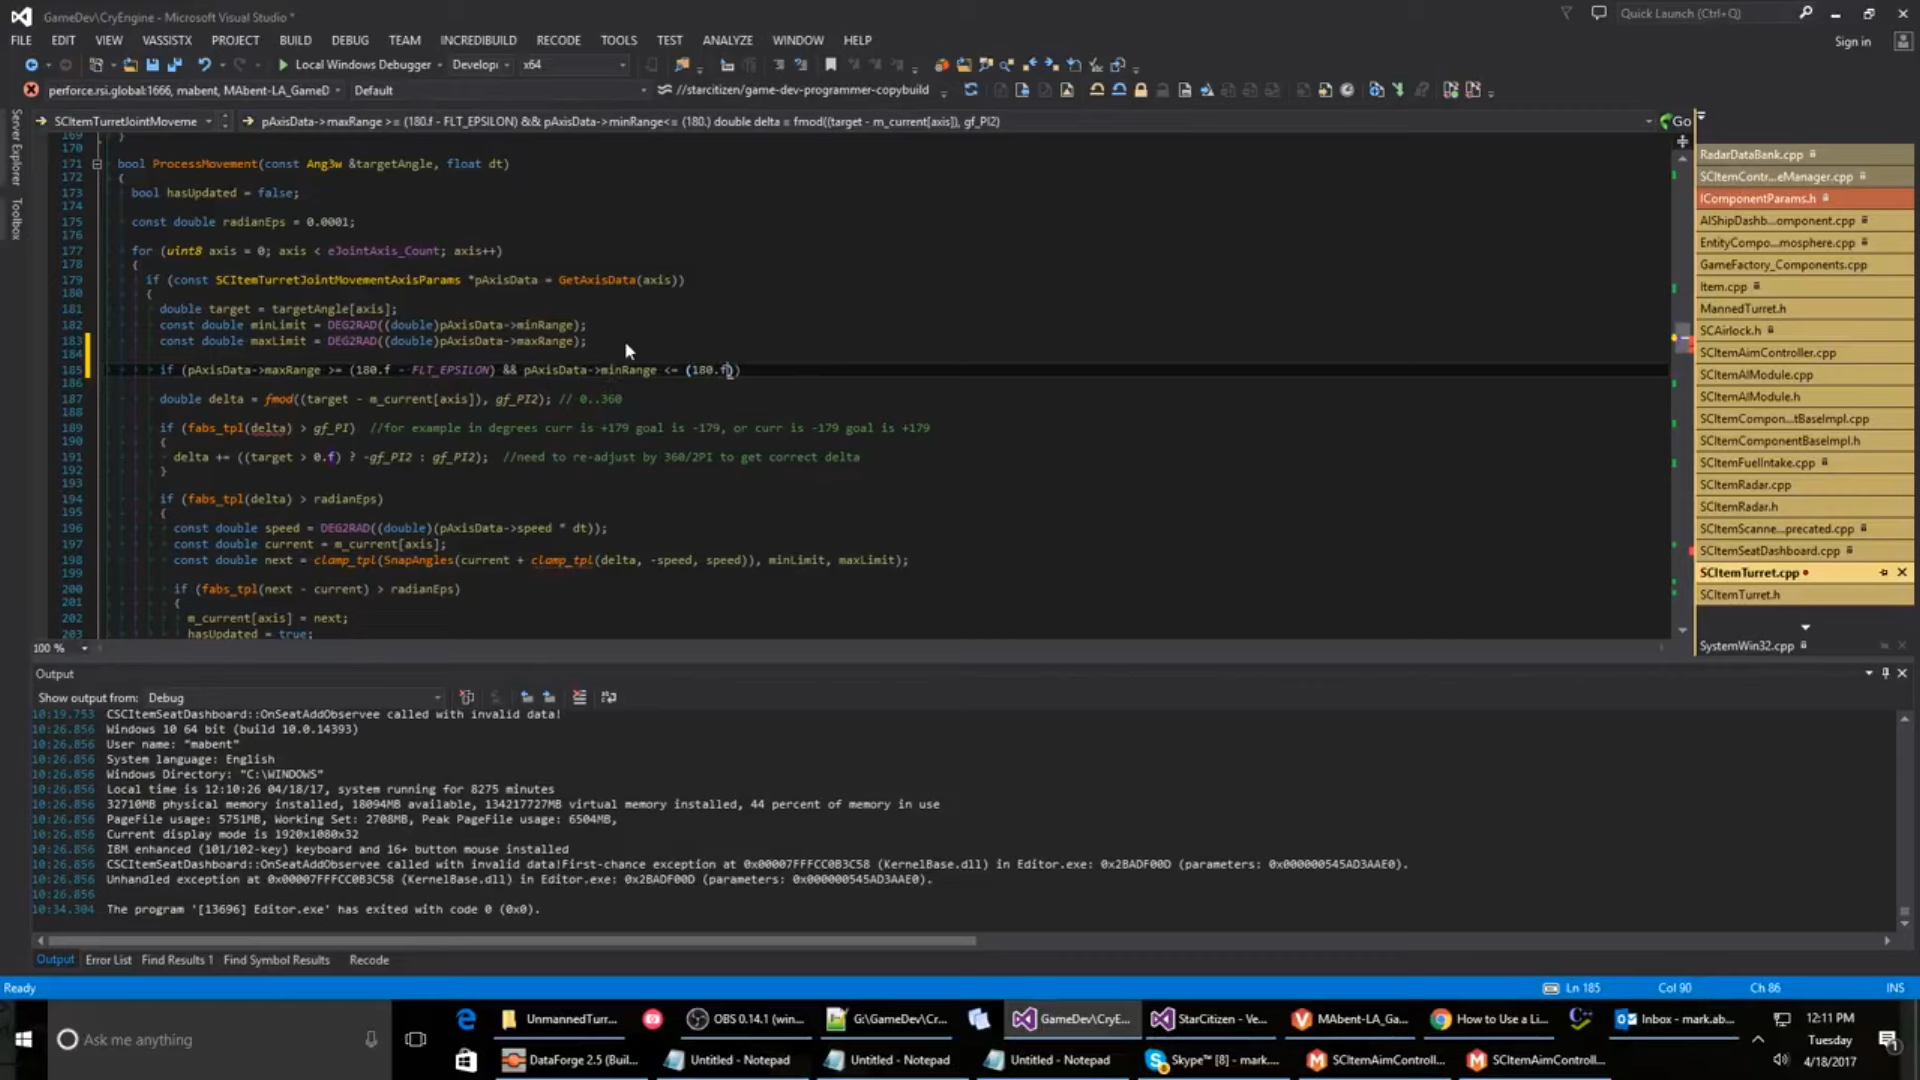 GameDev\CryEngine - Microsoft Visual Studio *
Quick Launch (Ctrl+Q)
FILE EDIT VIEW VASSISTX PROJECT BUILD DEBUG TEAM INCREDIBUILD RECODE TOOLS TEST ANALYZE WINDOW HELP
Sign in
Local Windows Debugger Develop x64
perforce.rsi.global:1666, mabent, MAbent-LA_GameD Default //starcitizen/game-dev-programmer-copybuild
Server Explorer
Toolbox
SCItemTurretJointMoveme pAxisData->maxRange >= (180.f - FLT_EPSILON) && pAxisData->minRange<= (180.) double delta = fmod((target - m_current[axis]), gf_PI2) Go
169 }
170
171 bool ProcessMovement(const Ang3w &targetAngle, float dt)
172 {
173 bool hasUpdated = false;
174
175 const double radianEps = 0.0001;
176
177 for (uint8 axis = 0; axis < eJointAxis_Count; axis++)
178 {
179 if (const SCItemTurretJointMovementAxisParams *pAxisData = GetAxisData(axis))
180 {
181 double target = targetAngle[axis];
182 const double minLimit = DEG2RAD((double)pAxisData->minRange);
183 const double maxLimit = DEG2RAD((double)pAxisData->maxRange);
184
185 if (pAxisData->maxRange >= (180.f - FLT_EPSILON) && pAxisData->minRange <= (180.f))
186
187 double delta = fmod((target - m_current[axis]), gf_PI2); // 0..360
188
189 if (fabs_tpl(delta) > gf_PI) //for example in degrees curr is +179 goal is -179, or curr is -179 goal is +179
190 {
191 delta += ((target > 0.f) ? -gf_PI2 : gf_PI2); //need to re-adjust by 360/2PI to get correct delta
192 }
193
194 if (fabs_tpl(delta) > radianEps)
195 {
196 const double speed = DEG2RAD((double)(pAxisData->speed * dt));
197 const double current = m_current[axis];
198 const double next = clamp_tpl(SnapAngles(current + clamp_tpl(delta, -speed, speed)), minLimit, maxLimit);
199
200 if (fabs_tpl(next - current) > radianEps)
201 {
202 m_current[axis] = next;
203 hasUpdated = true;
100 %
RadarDataBank.cpp
SCItemContr...eManager.cpp
IComponentParams.h
AIShipDashb...omponent.cpp
EntityCompo...mosphere.cpp
GameFactory_Components.cpp
Item.cpp
MannedTurret.h
SCAirlock.h
SCItemAimController.cpp
SCItemAIModule.cpp
SCItemAIModule.h
SCItemCompon...tBaseImpl.cpp
SCItemComponentBaseImpl.h
SCItemFuelIntake.cpp
SCItemRadar.cpp
SCItemRadar.h
SCItemScanne...precated.cpp
SCItemSeatDashboard.cpp
SCItemTurret.cpp
SCItemTurret.h
SystemWin32.cpp
Output
Show output from: Debug
10:19.753 CSCItemSeatDashboard::OnSeatAddObservee called with invalid data!
10:26.856 Windows 10 64 bit (build 10.0.14393)
10:26.856 User name: "mabent"
10:26.856 System language: English
10:26.856 Windows Directory: "C:\WINDOWS"
10:26.856 Local time is 12:10:26 04/18/17, system running for 8275 minutes
10:26.856 32710MB physical memory installed, 18094MB available, 134217727MB virtual memory installed, 44 percent of memory in use
10:26.856 PageFile usage: 5751MB, Working Set: 2708MB, Peak PageFile usage: 6504MB,
10:26.856 Current display mode is 1920x1080x32
10:26.856 IBM enhanced (101/102-key) keyboard and 16+ button mouse installed
10:26.856 CSCItemSeatDashboard::OnSeatAddObservee called with invalid data!First-chance exception at 0x00007FFFCC0B3C58 (KernelBase.dll) in Editor.exe: 0x2BADF00D (parameters: 0x000000545AD3AAE0).
10:26.856 Unhandled exception at 0x00007FFFCC0B3C58 (KernelBase.dll) in Editor.exe: 0x2BADF00D (parameters: 0x000000545AD3AAE0).
10:26.856
10:34.304 The program '[13696] Editor.exe' has exited with code 0 (0x0).
Output Error List Find Results 1 Find Symbol Results Recode
Ready Ln 185 Col 90 Ch 86 INS
Ask me anything
UnmannedTurr... OBS 0.14.1 (win... G:\GameDev\Cr... GameDev\CryE... StarCitizen - Ve... MAbent-LA_Ga... How to Use a Li... Inbox - mark.ab...
DataForge 2.5 (Buil... Untitled - Notepad Untitled - Notepad Untitled - Notepad Skype™ [8] - mark.... SCItemAimControll... SCItemAimControll...
12:11 PM
Tuesday
4/18/2017